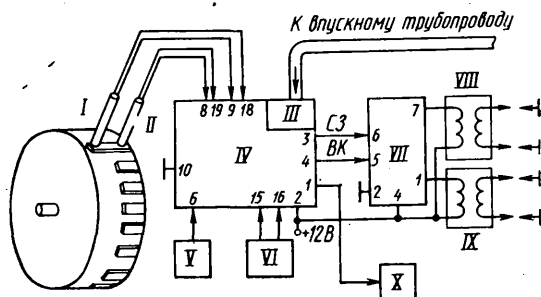 К впускному трубопроводу
I
II
III
IV
V
VI
VII
VIII
IX
X
8 19 9 18
10
6
15
16
2
3
4
1
СЗ
ВК
6
5
2
4
7
1
+12В